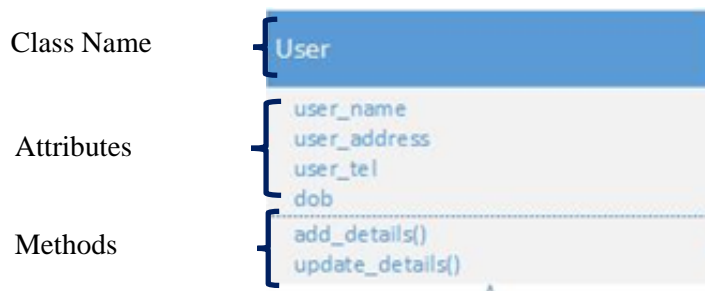 Class Name
User
Attributes
user_name
user_address
user_tel
dob
Methods
add_details()
update_details()